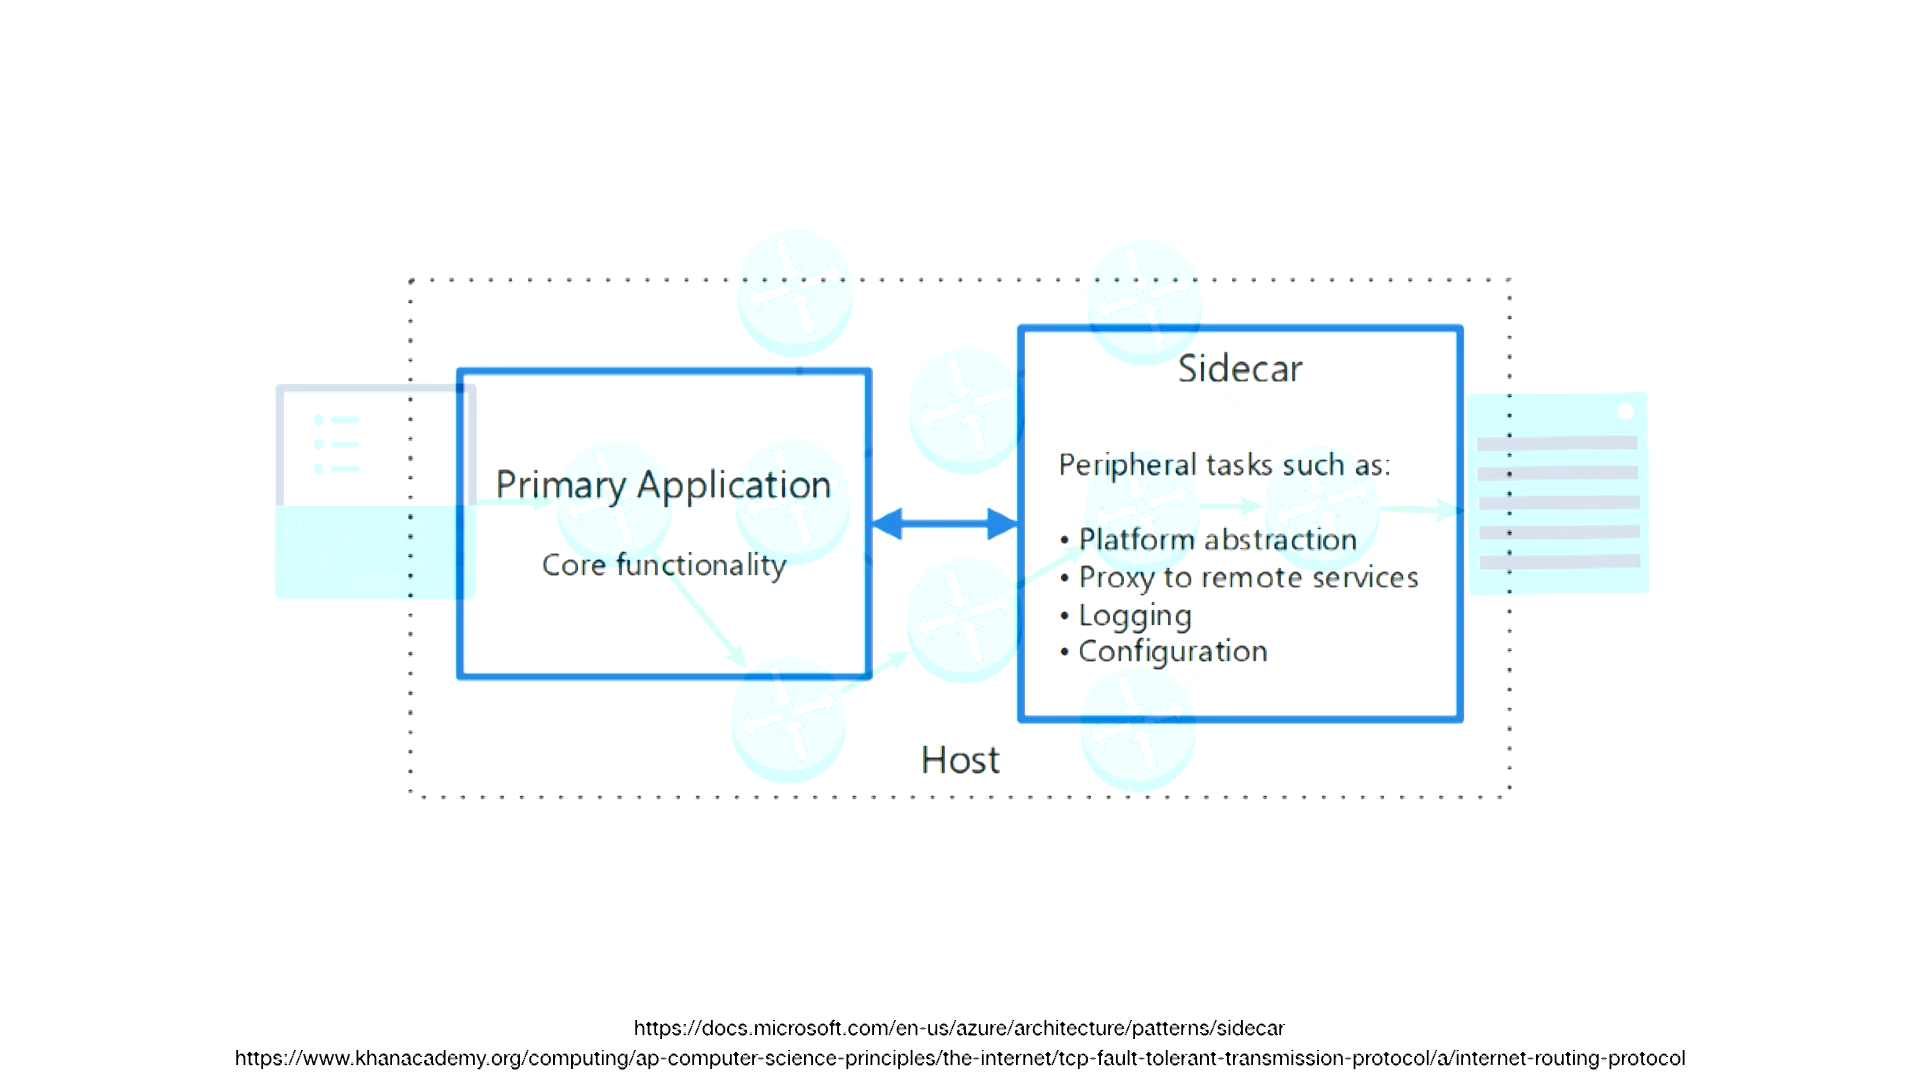 Primary Application
Core functionality
Sidecar
Peripheral tasks such as:
• Platform abstraction
• Proxy to remote services
• Logging
• Configuration
Host
https://docs.microsoft.com/en-us/azure/architecture/patterns/sidecar
https://www.khanacademy.org/computing/ap-computer-science-principles/the-internet/tcp-fault-tolerant-transmission-protocol/a/internet-routing-protocol